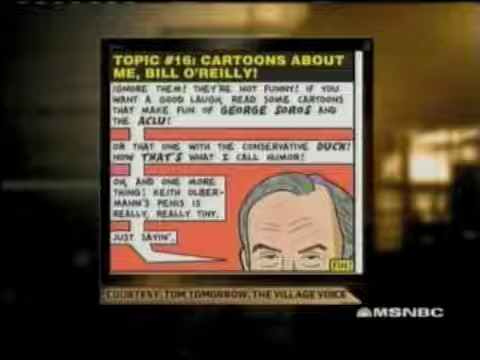 TOPIC #16: CARTOONS ABOUT
ME, BILL O'REILLY!
IGNORE THEM! THEY'RE NOT FUNNY! IF YOU
WANT A GOOD LAUGH, READ SOME CARTOONS
THAT MAKE FUN OF GEORGE SOROS AND
THE ACLU!
OR THAT ONE WITH THE CONSERVATIVE DUCK!
NOW THAT'S WHAT I CALL HUMOR!
OH, AND ONE MORE
THING: KEITH OLBER-
MANN'S PENIS IS
REALLY, REALLY TINY.
JUST SAYIN'.
COURTESY: TOM TOMORROW, THE VILLAGE VOICE
MSNBC